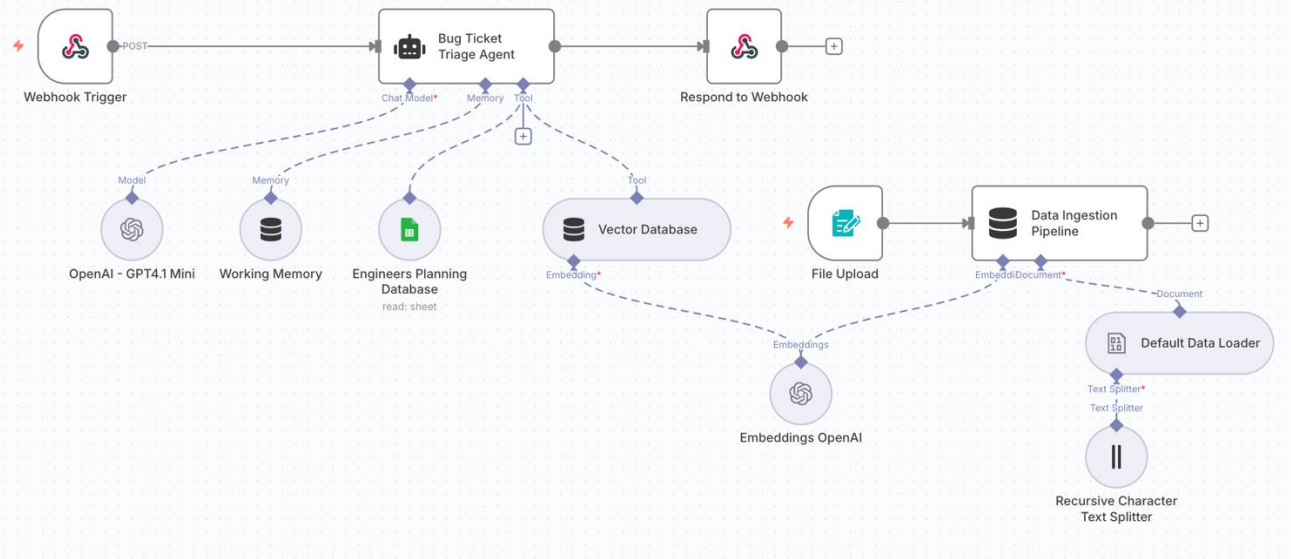 POST
Bug Ticket
Triage Agent
Webhook Trigger
Chat Model*
Memory
Tool
Respond to Webhook
Model
Memory
Tool
Vector Database
Data Ingestion
Pipeline
OpenAI - GPT4.1 Mini
Working Memory
Engineers Planning
Database
read: sheet
Embedding*
File Upload
Embeddi
Document*
Document
Default Data Loader
Embeddings
Text Splitter*
Text Splitter
Embeddings OpenAI
Recursive Character
Text Splitter